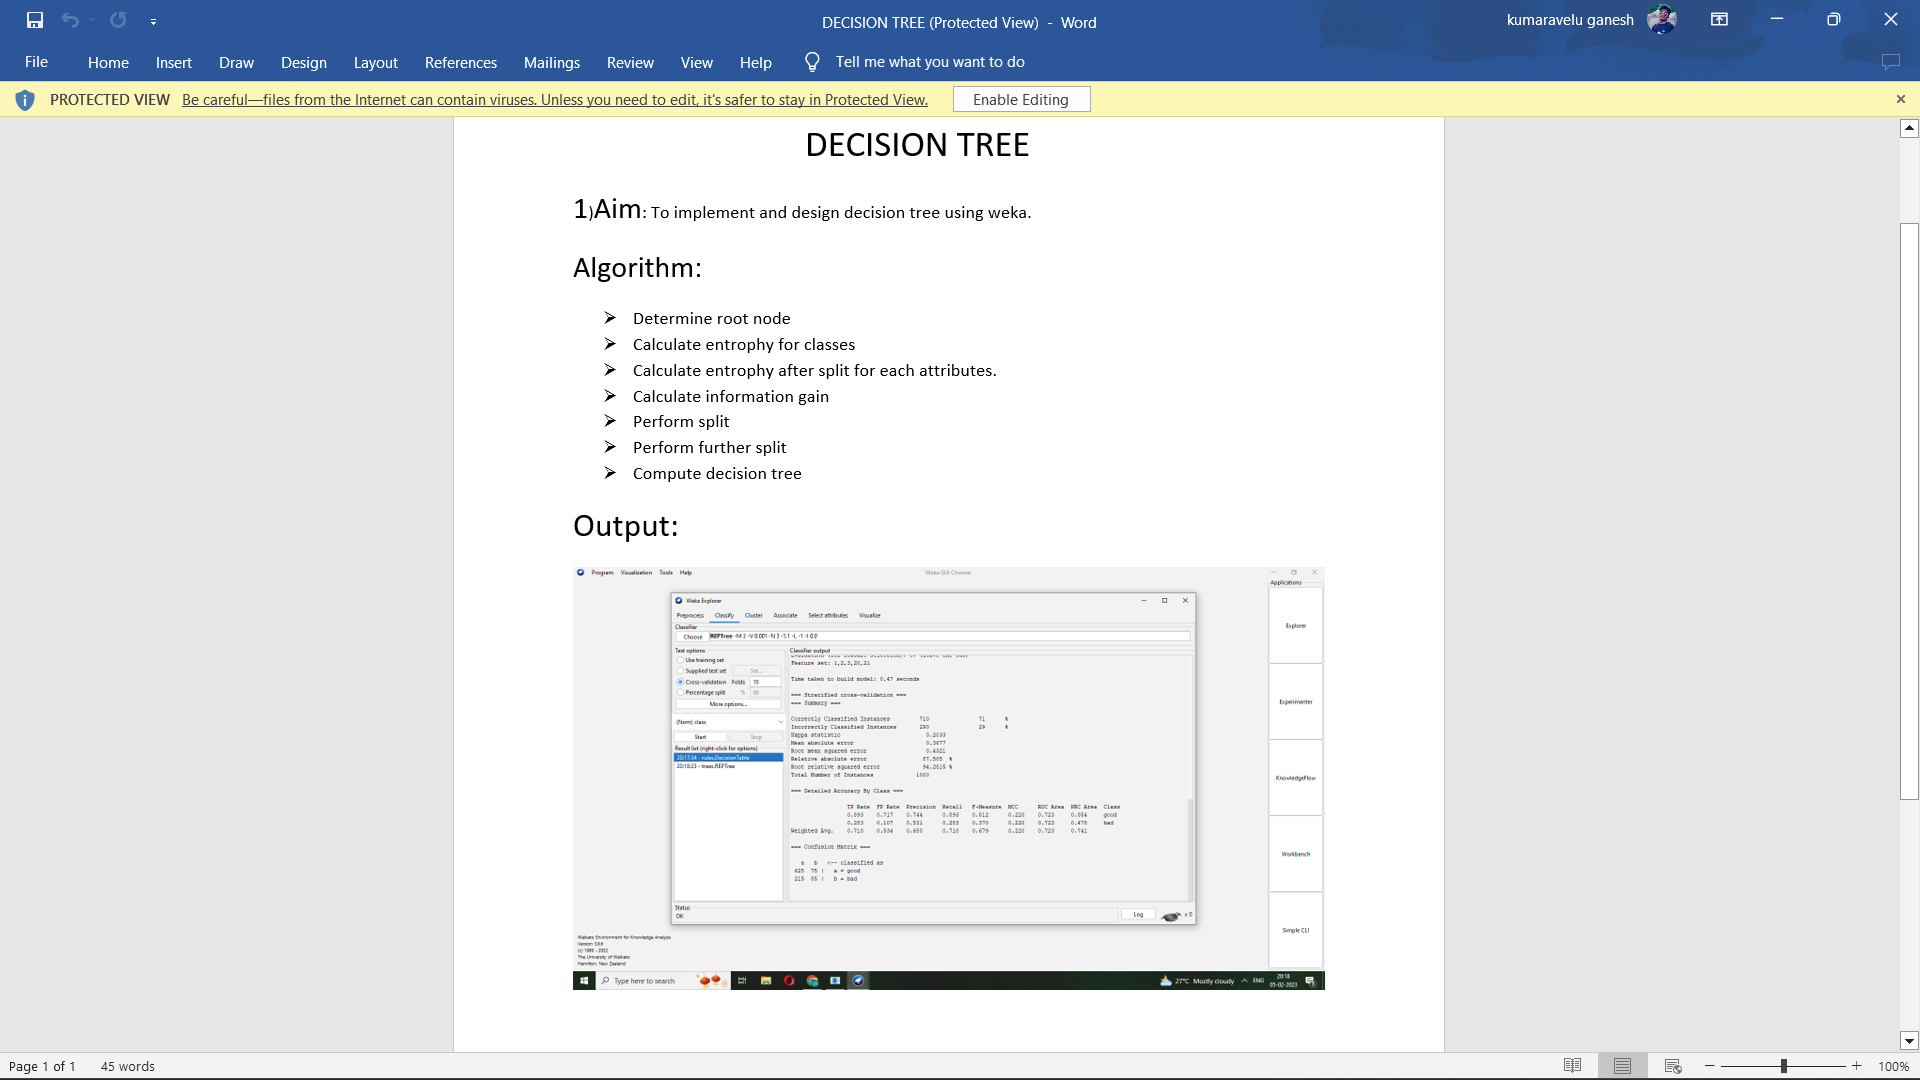 DECISION TREE (Protected View) - Word
kumaravelu ganesh
File Home Insert Draw Design Layout References Mailings Review View Help Tell me what you want to do
PROTECTED VIEW Be careful—files from the Internet can contain viruses. Unless you need to edit, it's safer to stay in Protected View. Enable Editing
DECISION TREE
1)Aim: To implement and design decision tree using weka.
Algorithm:
Determine root node
Calculate entrophy for classes
Calculate entrophy after split for each attributes.
Calculate information gain
Perform split
Perform further split
Compute decision tree
Output:
Program Visualization Tools Help
Weka GUI Chooser
Applications
Explorer
Experimenter
KnowledgeFlow
Workbench
Simple CLI
Weka Explorer
Preprocess Classify Cluster Associate Select attributes Visualize
Classifier
Choose REPTree -M 2 -V 0.001 -N 3 -S 1 -L -1 -I 0.0
Test options
Use training set
Supplied test set Set...
Cross-validation Folds 10
Percentage split % 66
More options...
(Nom) class
Start Stop
Result list (right-click for options)
20:17:34 - rules.DecisionTable
20:18:23 - trees.REPTree
Classifier output
Feature set: 1,2,3,20,21
Time taken to build model: 0.47 seconds
=== Stratified cross-validation ===
=== Summary ===
Correctly Classified Instances 710 71 %
Incorrectly Classified Instances 290 29 %
Kappa statistic 0.2033
Mean absolute error 0.3677
Root mean squared error 0.4321
Relative absolute error 87.505 %
Root relative squared error 94.2815 %
Total Number of Instances 1000
=== Detailed Accuracy By Class ===
TP Rate FP Rate Precision Recall F-Measure MCC ROC Area PRC Area Class
0.893 0.717 0.744 0.893 0.812 0.220 0.723 0.854 good
0.283 0.107 0.531 0.283 0.370 0.220 0.723 0.478 bad
Weighted Avg. 0.710 0.534 0.680 0.710 0.679 0.220 0.723 0.741
=== Confusion Matrix ===
a b <-- classified as
625 75 | a = good
215 85 | b = bad
Status
OK
Log x 0
Waikato Environment for Knowledge Analysis
Version 3.8.6
(c) 1999 - 2022
The University of Waikato
Hamilton, New Zealand
Type here to search
27°C Mostly cloudy ENG
20:18
05-02-2023
Page 1 of 1 45 words
100%